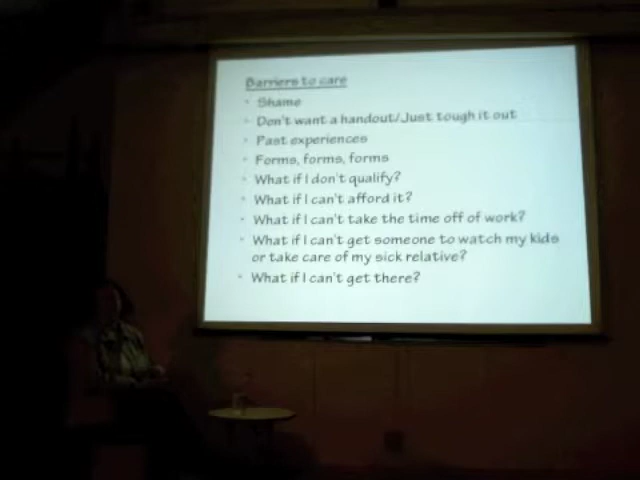 Barriers to care
• Shame
• Don't want a handout/Just tough it out
• Past experiences
• Forms, forms, forms
• What if I don't qualify?
• What if I can't afford it?
• What if I can't take the time off of work?
• What if I can't get someone to watch my kids
or take care of my sick relative?
• What if I can't get there?